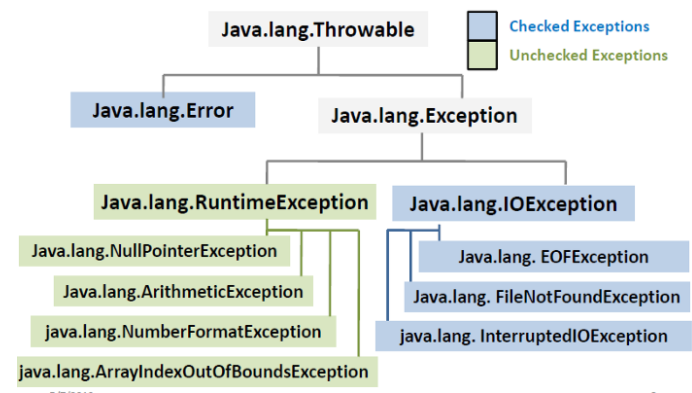 Java.lang.Throwable
Checked Exceptions
Unchecked Exceptions
Java.lang.Error
Java.lang.Exception
Java.lang.RuntimeException
Java.lang.IOException
Java.lang.NullPointerException
Java.lang. EOFException
Java.lang.ArithmeticException
Java.lang. FileNotFoundException
java.lang.NumberFormatException
java.lang. InterruptedIOException
java.lang.ArrayIndexOutOfBoundsException